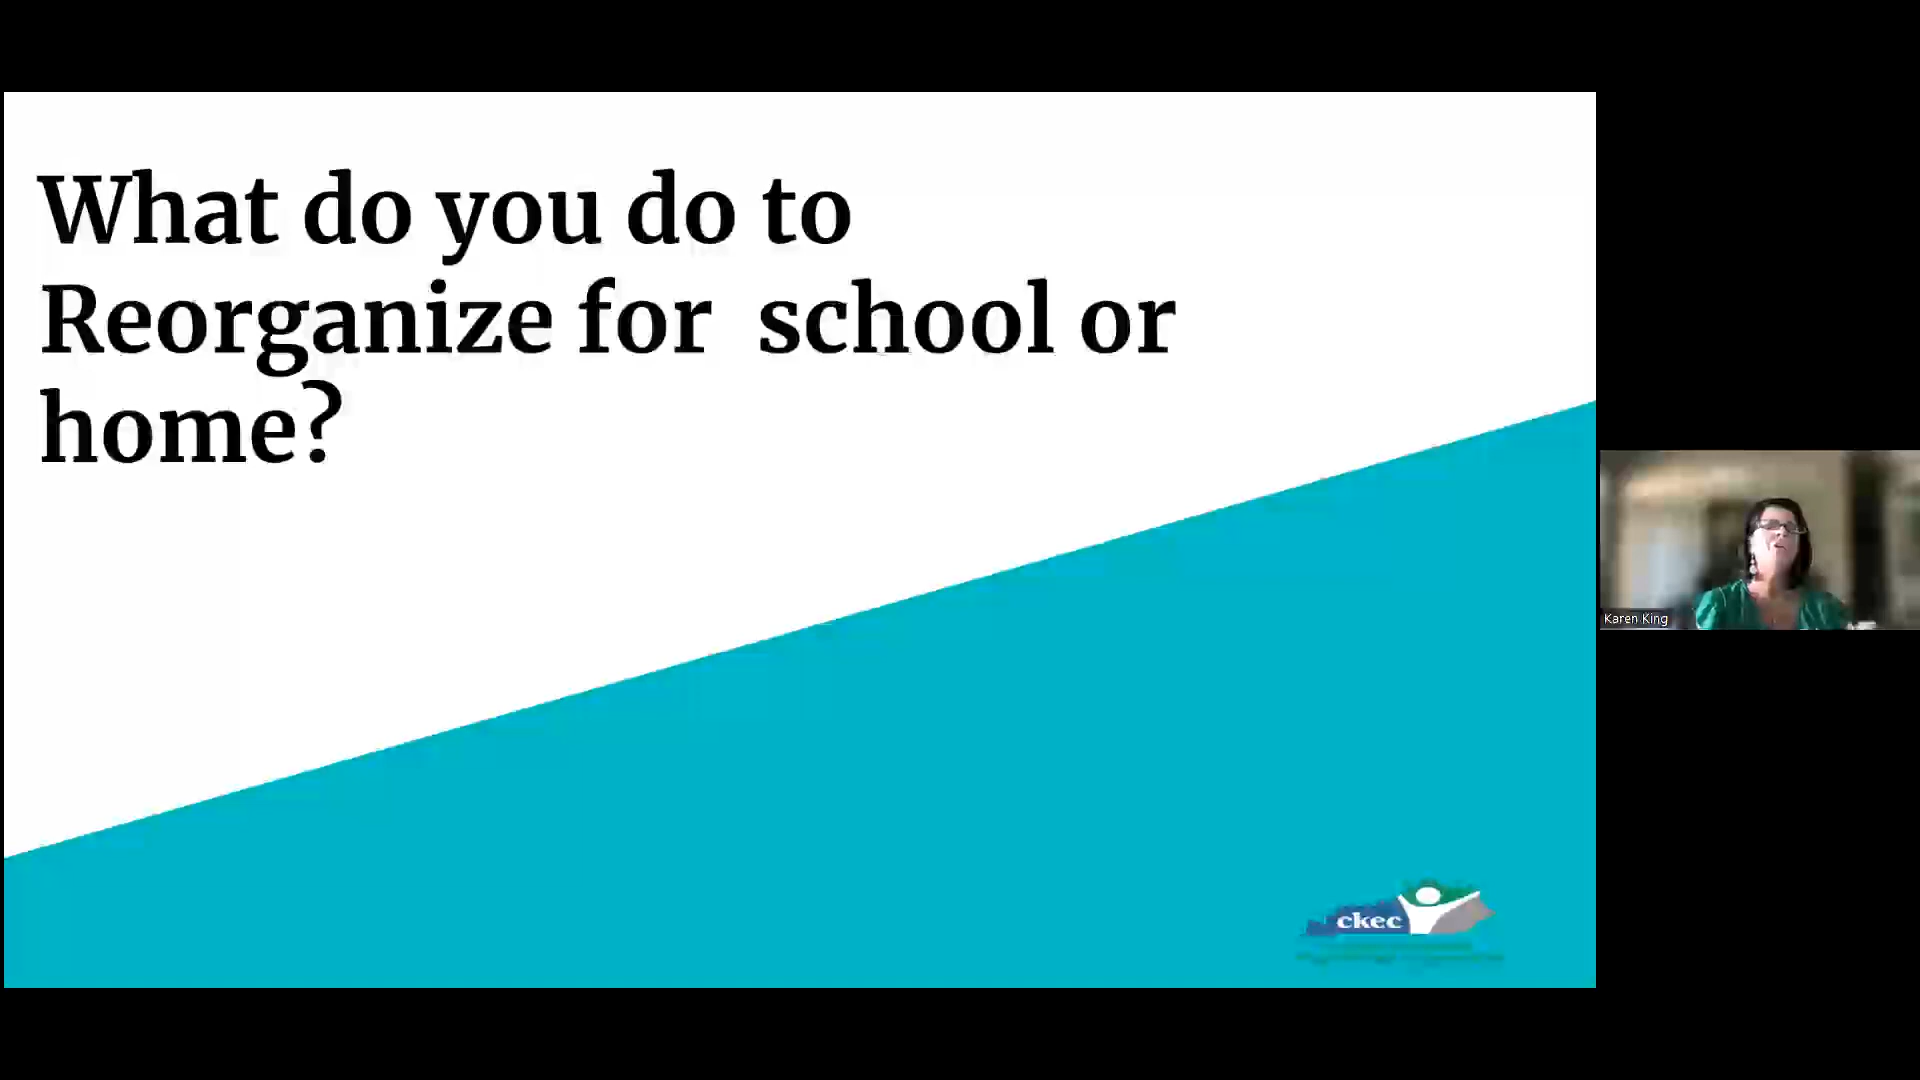 What do you do to
Reorganize for  school or
home?
Karen King
ckec